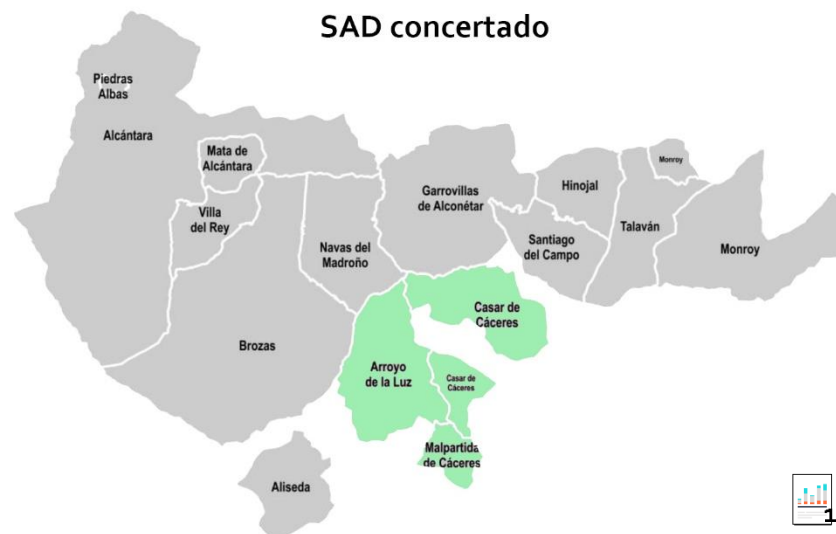 SAD concertado
Piedras
Albas
Alcántara
Mata de
Alcántara
Villa
del Rey
Navas del
Madroño
Garrovillas
de Alconétar
Hinojal
Monroy
Santiago
del Campo
Talaván
Monroy
Brozas
Casar de
Cáceres
Arroyo
de la Luz
Casar de
Cáceres
Malpartida
de Cáceres
Aliseda
1